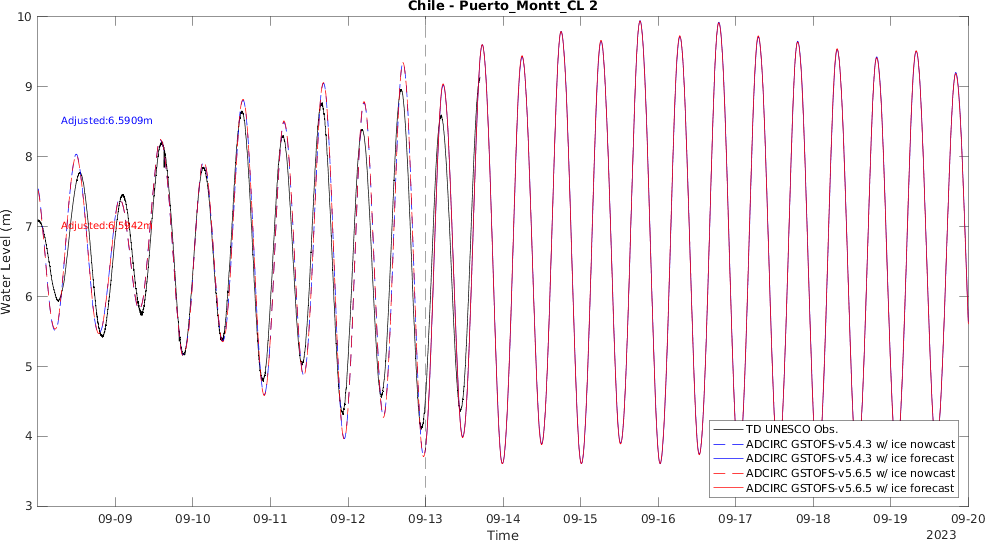 Chile - Puerto_Montt_CL 2
10
9
8
7
6
5
4
3
Water Level (m)
Adjusted:6.5909m
Adjusted:6.5942m
TD UNESCO Obs.
ADCIRC GSTOFS-v5.4.3 w/ ice nowcast
ADCIRC GSTOFS-v5.4.3 w/ ice forecast
ADCIRC GSTOFS-v5.6.5 w/ ice nowcast
ADCIRC GSTOFS-v5.6.5 w/ ice forecast
09-09 09-10 09-11 09-12 09-13 09-14 09-15 09-16 09-17 09-18 09-19 09-20
Time
2023